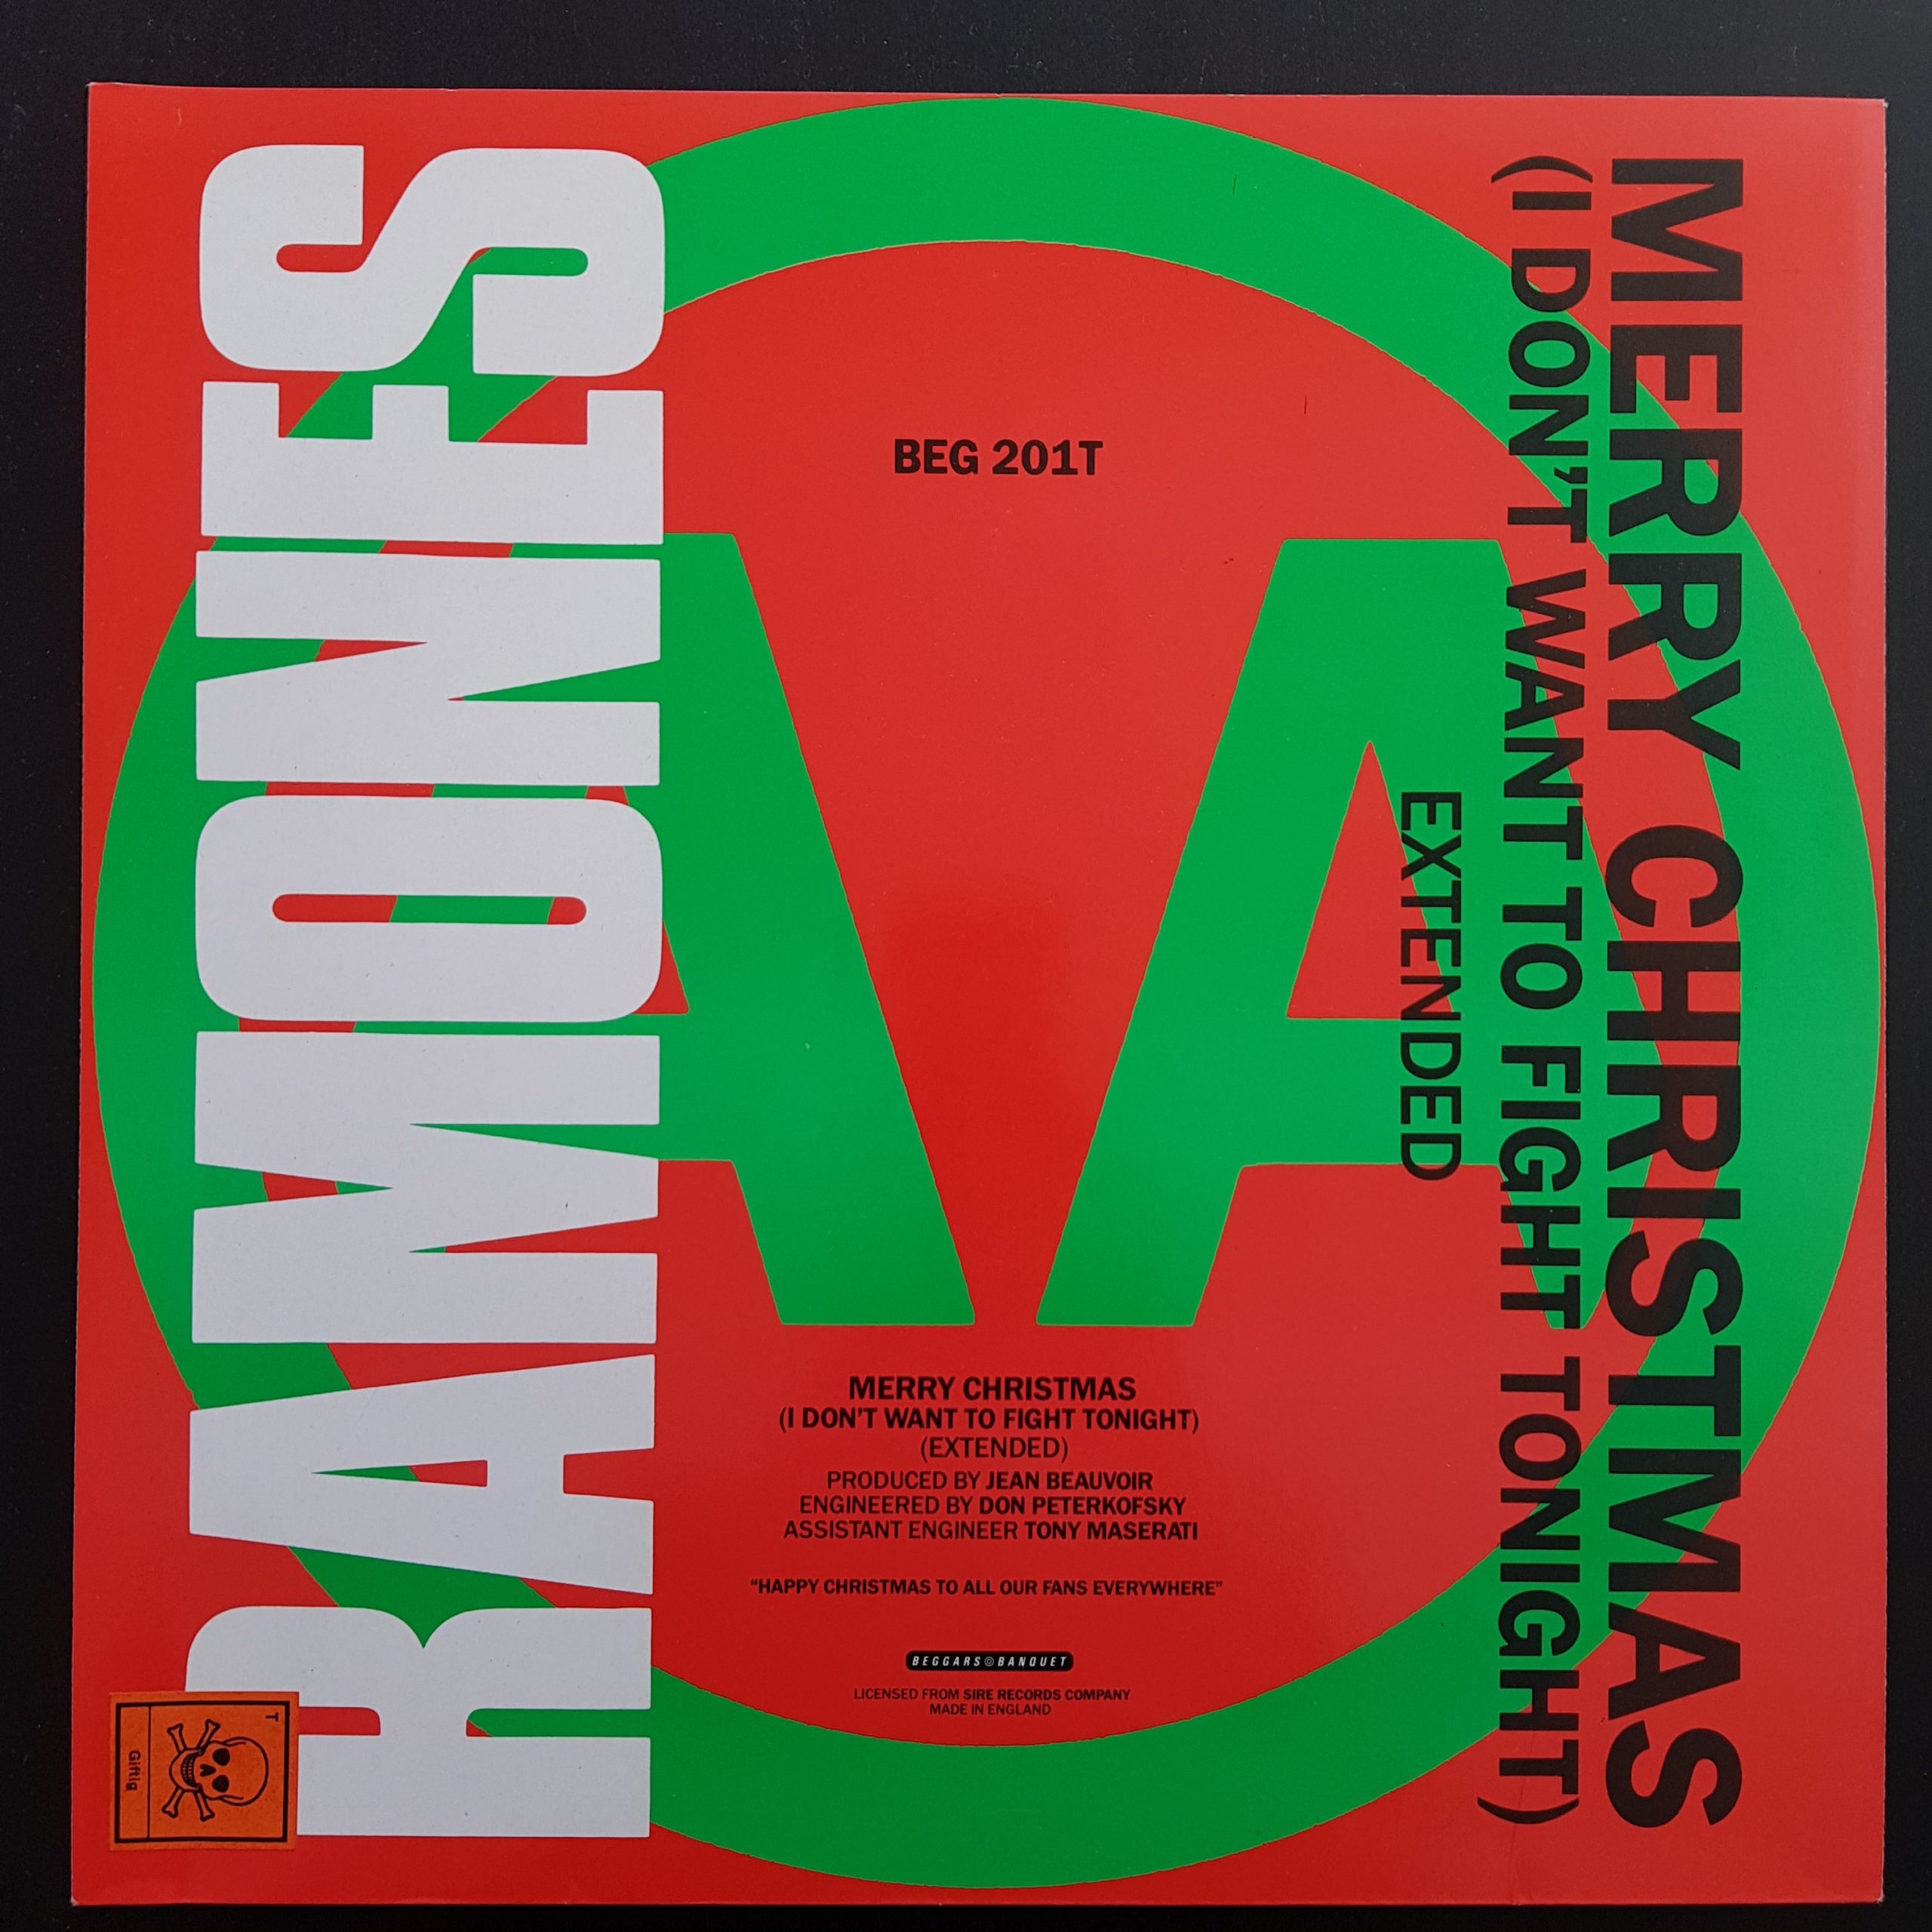 RAMONES
MERRY CHRISTMAS
(I DON'T WANT TO FIGHT TONIGHT)
EXTENDED
BEG 201T
AA
MERRY CHRISTMAS
(I DON'T WANT TO FIGHT TONIGHT)
(EXTENDED)
PRODUCED BY JEAN BEAUVOIR
ENGINEERED BY DON PETERKOFSKY
ASSISTANT ENGINEER TONY MASERATI
“HAPPY CHRISTMAS TO ALL OUR FANS EVERYWHERE”
BEGGARS BANQUET
LICENSED FROM SIRE RECORDS COMPANY
MADE IN ENGLAND
T
Giftig